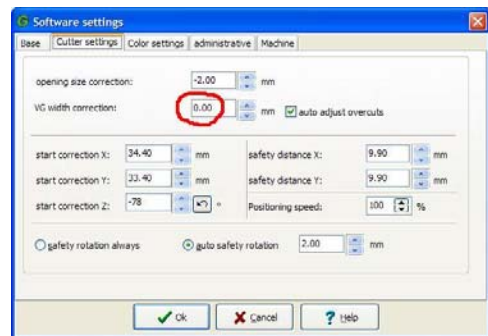 Software settings
Base Cutter settings Color settings administrative Machine
opening size correction: -2.00 mm
VG width correction: 0.00 mm auto adjust overcuts
start correction X: 34.40 mm safety distance X: 9.90 mm
start correction Y: 33.40 mm safety distance Y: 9.90 mm
start correction Z: -78 ° Positioning speed: 100 %
safety rotation always auto safety rotation 2.00 mm
Ok Cancel ? Help